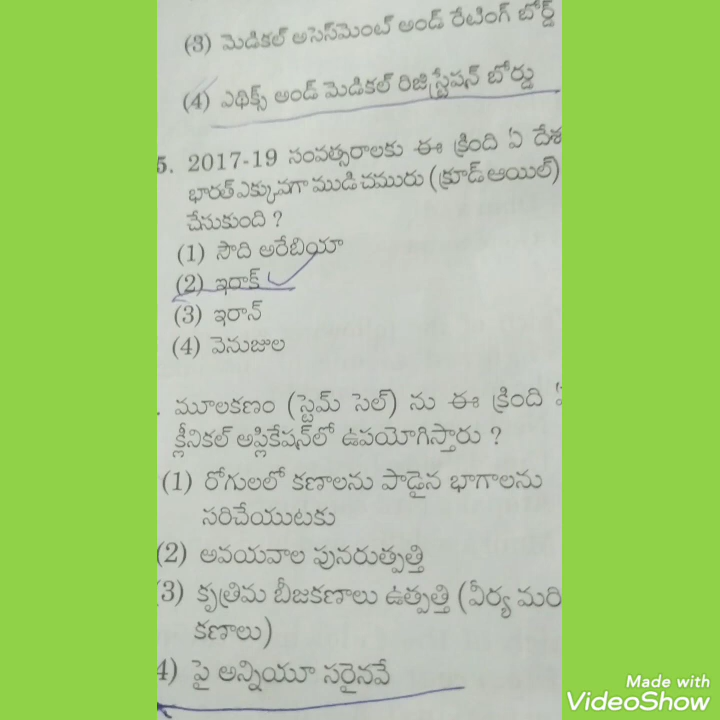 (3) మెడికల్ అసెస్‌మెంట్ అండ్ రేటింగ్ బోర్డ్
(4) ఎథిక్స్ అండ్ మెడికల్ రిజిస్ట్రేషన్ బోర్డు
5. 2017-19 సంవత్సరాలకు ఈ క్రింది ఏ దేశ
భారత్ ఎక్కువగా ముడి చమురు (క్రూడ్ ఆయిల్)
చేసుకుంది ?
(1) సౌది అరేబియా
(2) ఇరాక్
(3) ఇరాన్
(4) వెనుజుల
. మూలకణం (స్టెమ్ సెల్) ను ఈ క్రింది
క్లీనికల్ అప్లికేషన్‌లో ఉపయోగిస్తారు ?
(1) రోగులలో కణాలను పాడైన భాగాలను
సరిచేయుటకు
(2) అవయవాల పునరుత్పత్తి
(3) కృత్రిమ బీజకణాలు ఉత్పత్తి (వీర్య మరి
కణాలు)
4) పై అన్నియూ సరైనవే
Made with
VideoShow